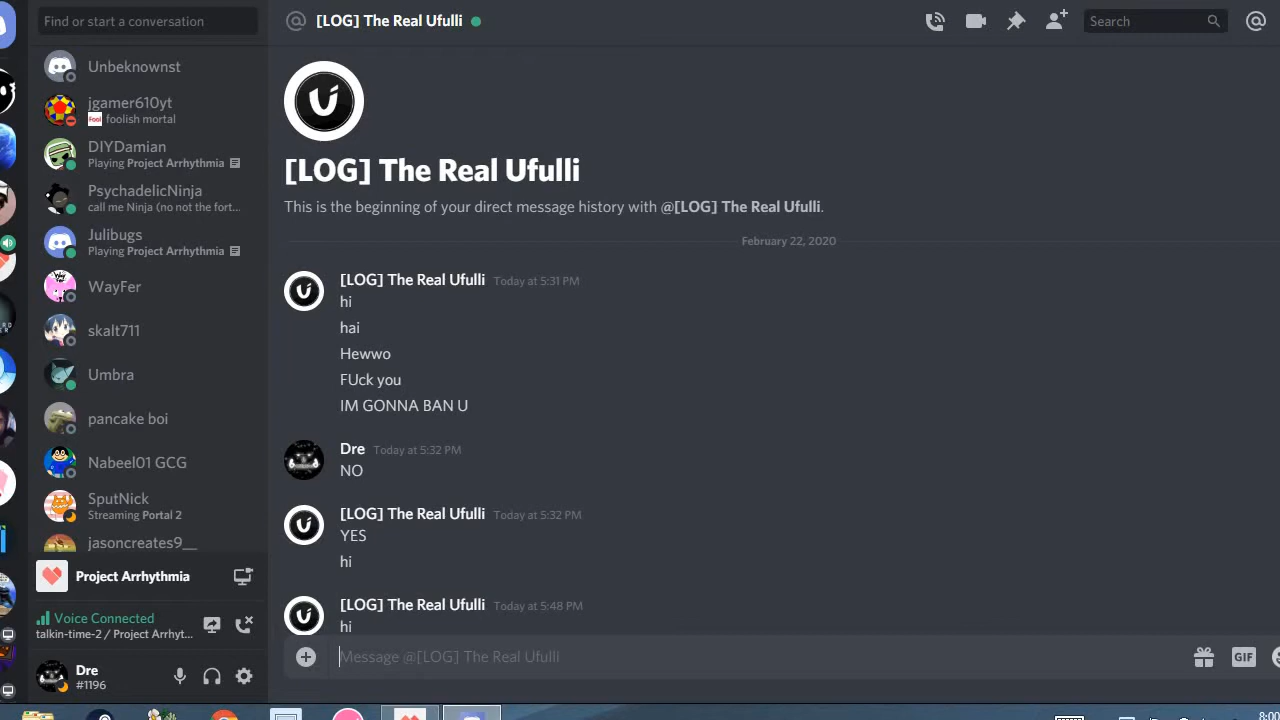 Find or start a conversation
@ [LOG] The Real Ufulli
Search
Unbeknownst
jgamer610yt
foolish mortal
DIYDamian
Playing Project Arrhythmia
PsychadelicNinja
call me Ninja (no not the fort...
Julibugs
Playing Project Arrhythmia
WayFer
skalt711
Umbra
pancake boi
Nabeel01 GCG
SputNick
Streaming Portal 2
jasoncreates9__
Project Arrhythmia
Voice Connected
talkin-time-2 / Project Arrhyt...
Dre
#1196
[LOG] The Real Ufulli
This is the beginning of your direct message history with @[LOG] The Real Ufulli.
February 22, 2020
[LOG] The Real Ufulli Today at 5:31 PM
hi
hai
Hewwo
FUck you
IM GONNA BAN U
Dre Today at 5:32 PM
NO
[LOG] The Real Ufulli Today at 5:32 PM
YES
hi
[LOG] The Real Ufulli Today at 5:48 PM
hi
Message @[LOG] The Real Ufulli
GIF
8:00